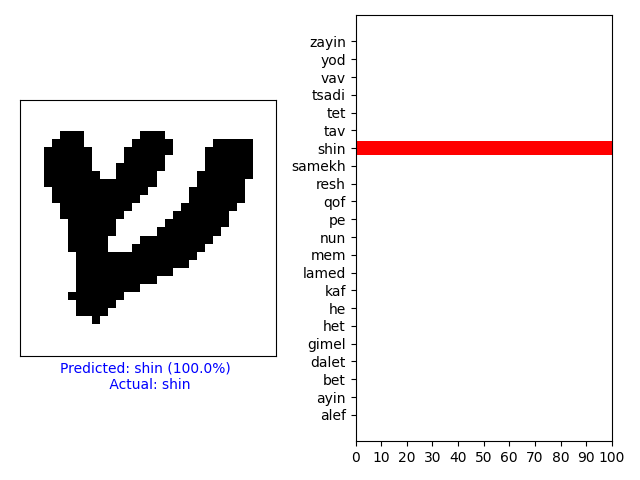 ש
Predicted: shin (100.0%)
Actual: shin
zayin
yod
vav
tsadi
tet
tav
shin
samekh
resh
qof
pe
nun
mem
lamed
kaf
he
het
gimel
dalet
bet
ayin
alef
0 10 20 30 40 50 60 70 80 90 100